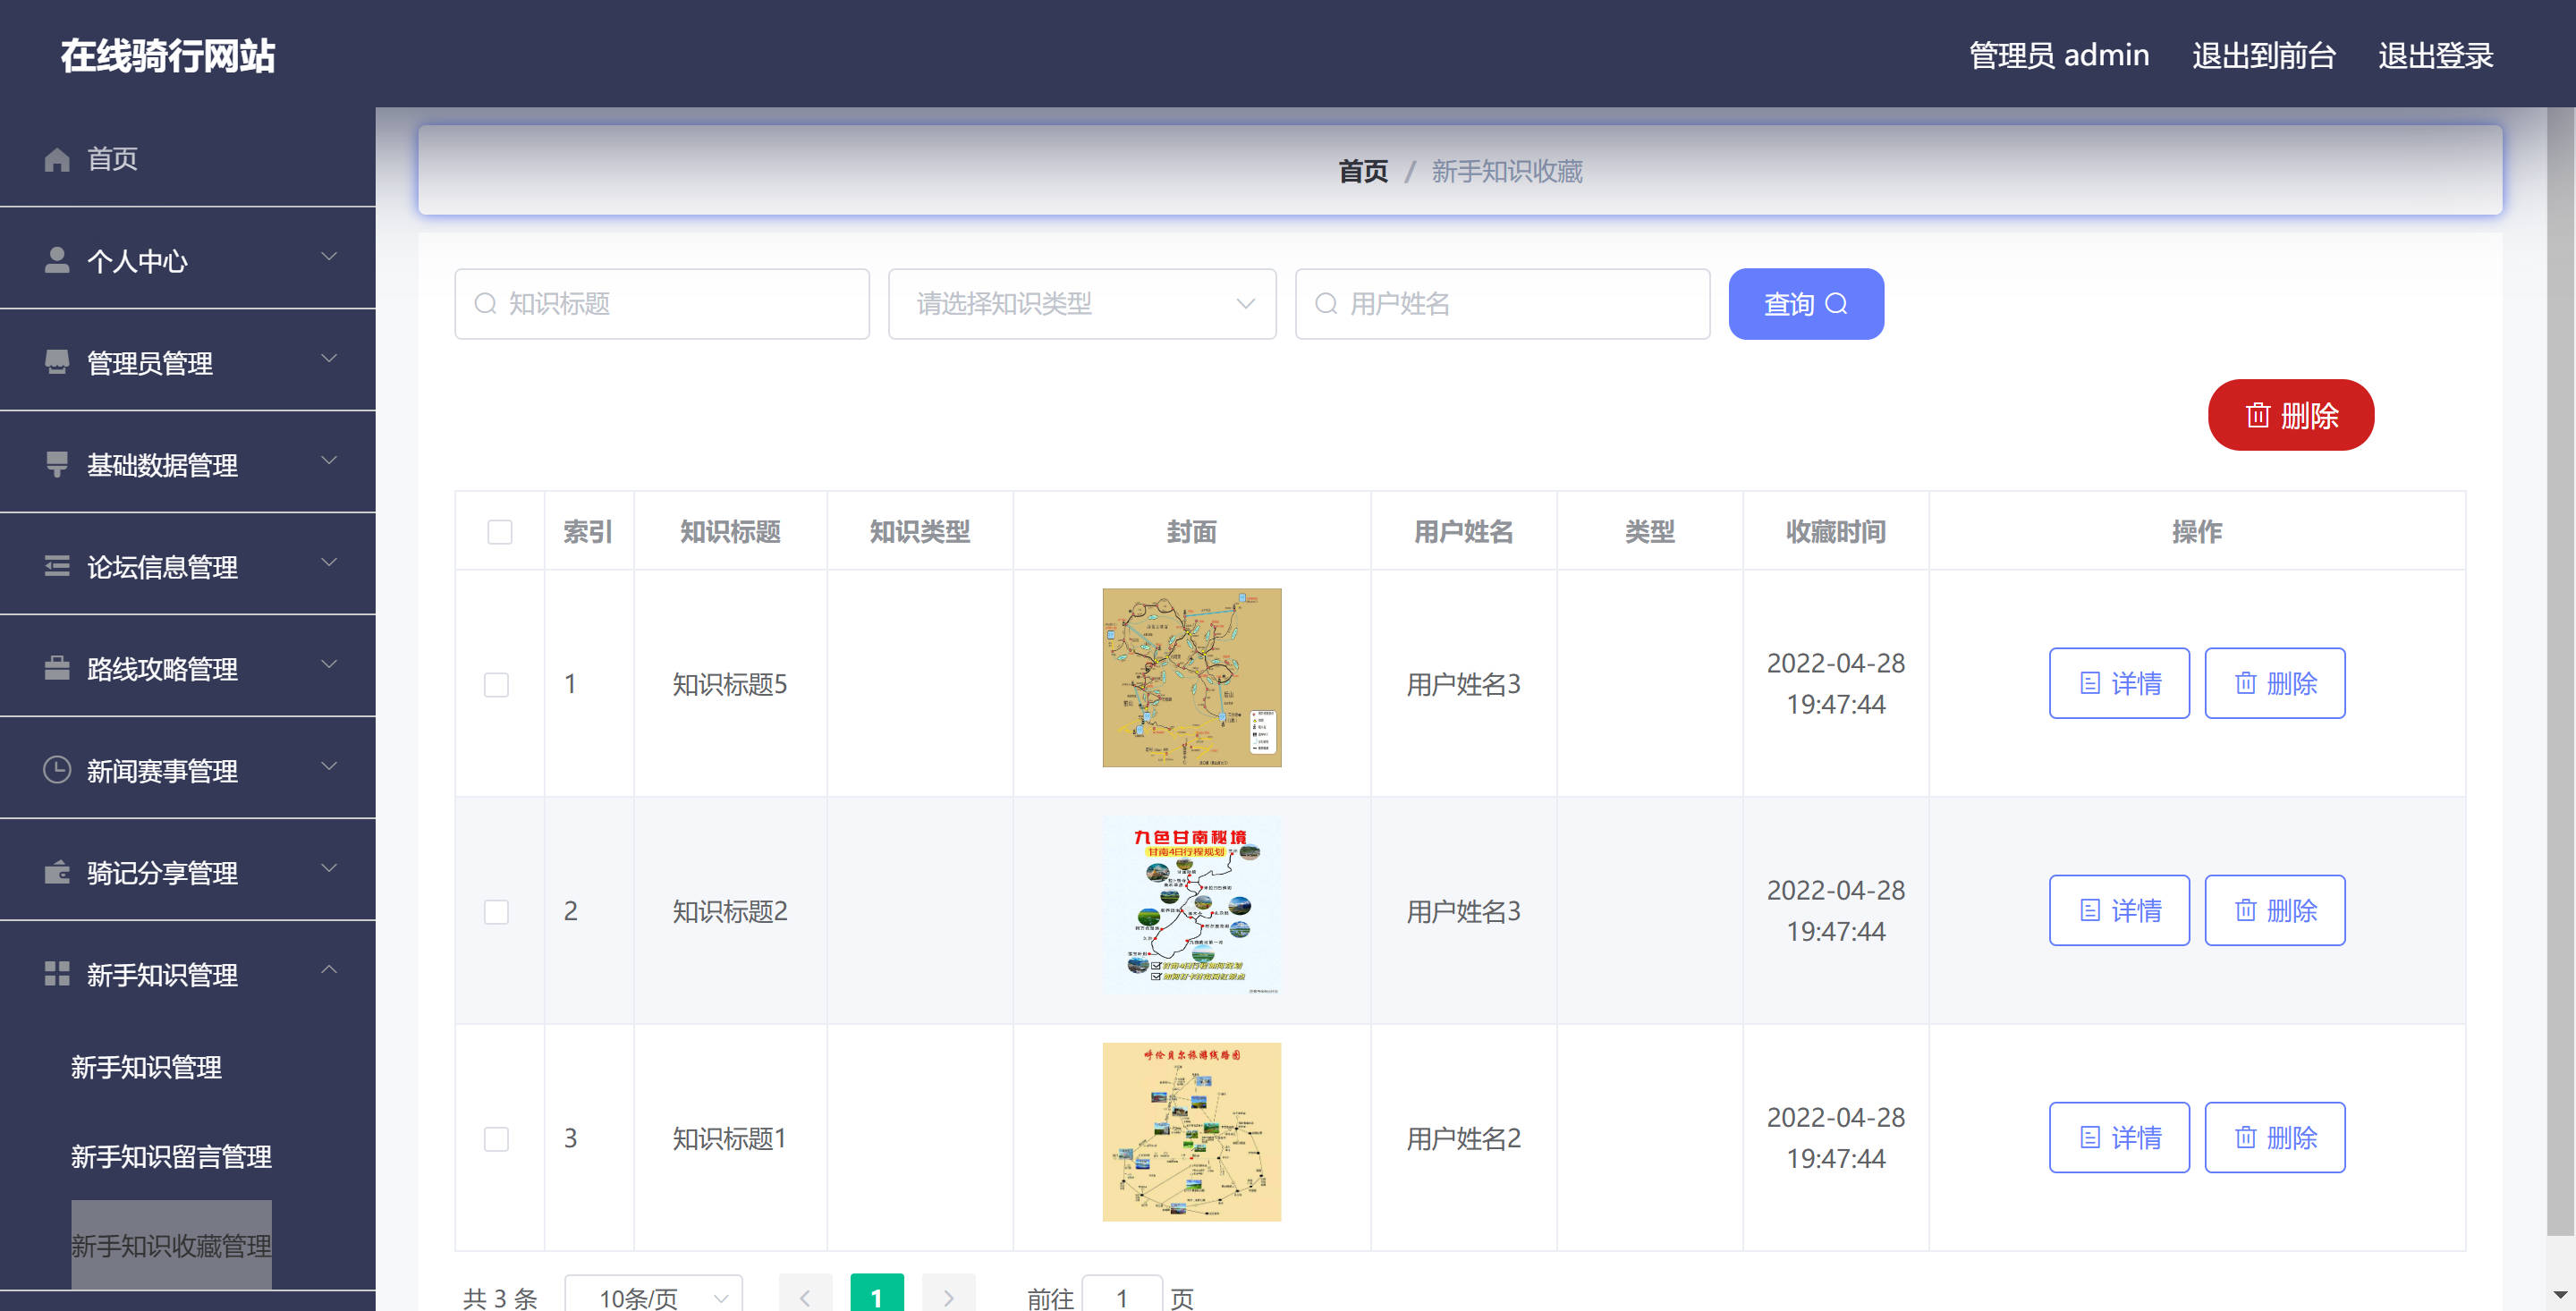 在线骑行网站
管理员 admin
退出到前台
退出登录
首页
个人中心
管理员管理
基础数据管理
论坛信息管理
路线攻略管理
新闻赛事管理
骑记分享管理
新手知识管理
新手知识管理
新手知识留言管理
新手知识收藏管理
首页 / 新手知识收藏
知识标题
请选择知识类型
用户姓名
查询
删除
索引 知识标题 知识类型 封面 用户姓名 类型 收藏时间 操作
1 知识标题5 用户姓名3 2022-04-28 19:47:44 详情 删除
2 知识标题2 用户姓名3 2022-04-28 19:47:44 详情 删除
九色甘南秘境
甘南4日行程规划
3 知识标题1 用户姓名2 2022-04-28 19:47:44 详情 删除
呼伦贝尔旅游线路图
共 3 条 10条/页 1 前往 1 页